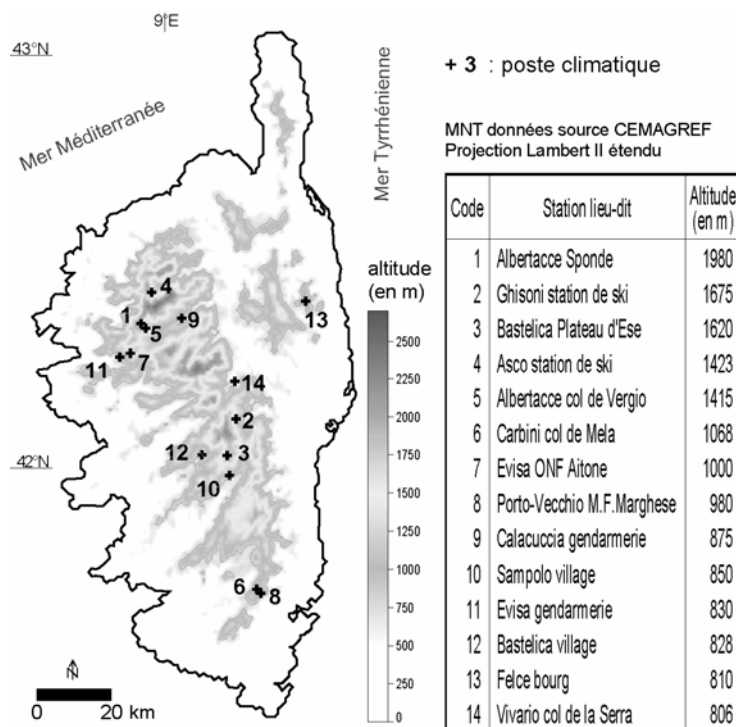 9°E
43°N
Mer Méditerranée
Mer Tyrrhénienne
42°N
4
1
9
5
13
11
7
14
2
12
3
10
6
8
N
0 20 km
altitude
(en m)
2500
2250
2000
1750
1500
1250
1000
750
500
250
0
+ 3 : poste climatique
MNT données source CEMAGREF
Projection Lambert II étendu
Code Station lieu-dit Altitude (en m)
1 Albertacce Sponde 1980
2 Ghisoni station de ski 1675
3 Bastelica Plateau d'Ese 1620
4 Asco station de ski 1423
5 Albertacce col de Vergio 1415
6 Carbini col de Mela 1068
7 Evisa ONF Aitone 1000
8 Porto-Vecchio M.F.Marghese 980
9 Calacuccia gendarmerie 875
10 Sampolo village 850
11 Evisa gendarmerie 830
12 Bastelica village 828
13 Felce bourg 810
14 Vivario col de la Serra 806